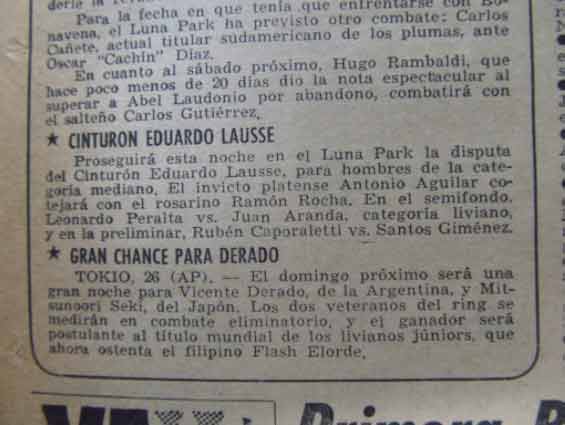 Para la fecha en que tenía que enfrentarse con Bo-
navena, el Luna Park ha previsto otro combate: Carlos
Cañete, actual titular sudamericano de los plumas, ante
Oscar "Cachín" Díaz.
En cuanto al sábado próximo, Hugo Rambaldi, que
hace poco menos de 20 días dio la nota espectacular al
superar a Abel Laudonio por abandono, combatirá con
el salteño Carlos Gutiérrez.
★ CINTURON EDUARDO LAUSSE
Proseguirá esta noche en el Luna Park la disputa
del Cinturón Eduardo Lausse, para hombres de la cate-
goría mediano. El invicto platense Antonio Aguilar co-
tejará con el rosarino Ramón Rocha. En el semifondo,
Leonardo Peralta vs. Juan Aranda, categoría liviano,
y en la preliminar, Rubén Caporaletti vs. Santos Giménez.
★ GRAN CHANCE PARA DERADO
TOKIO, 26 (AP). — El domingo próximo será una
gran noche para Vicente Derado, de la Argentina, y Mit-
sunoori Seki, del Japón. Los dos veteranos del ring se
medirán en combate eliminatorio, y el ganador será
postulante al título mundial de los livianos júniors, que
ahora ostenta el filipino Flash Elorde.
Primera